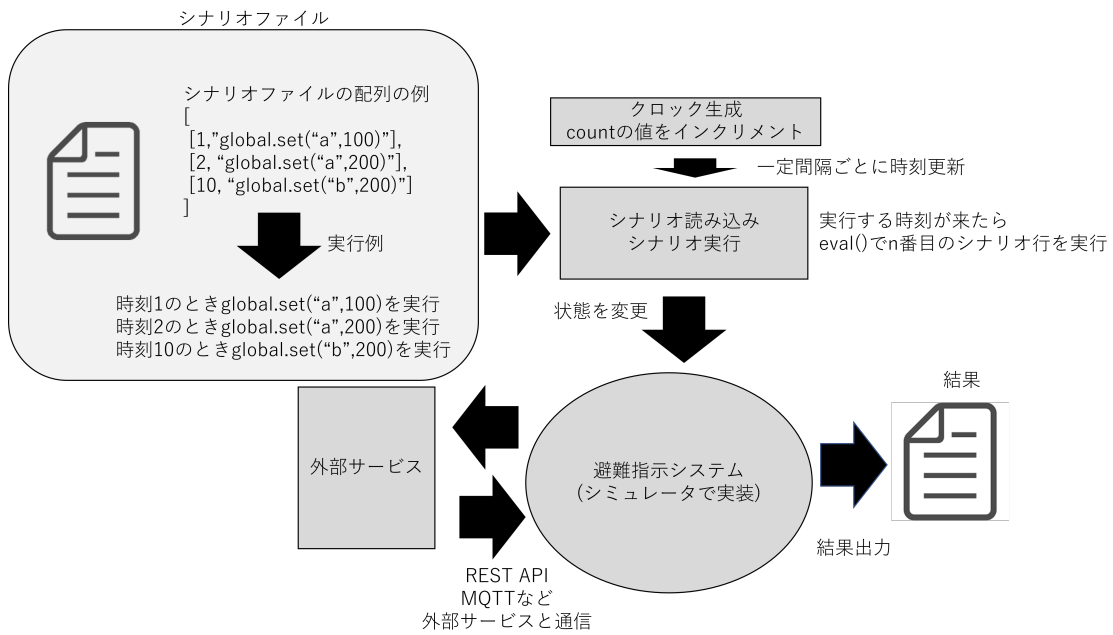 シナリオファイル
シナリオファイルの配列の例
[
[1,”global.set(“a”,100)”],
[2, “global.set(“a”,200)”],
[10, “global.set(“b”,200)”]
]
実行例
時刻1のときglobal.set(“a”,100)を実行
時刻2のときglobal.set(“a”,200)を実行
時刻10のときglobal.set(“b”,200)を実行
クロック生成
countの値をインクリメント
一定間隔ごとに時刻更新
シナリオ読み込み
シナリオ実行
実行する時刻が来たら
eval()でn番目のシナリオ行を実行
状態を変更
外部サービス
避難指示システム
(シミュレータで実装)
結果
結果出力
REST API
MQTTなど
外部サービスと通信